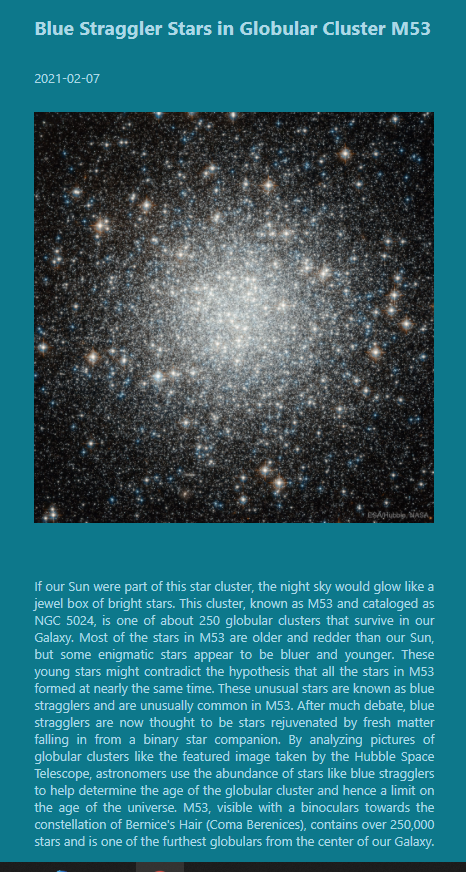 Blue Straggler Stars in Globular Cluster M53
2021-02-07
ESA/Hubble, NASA
If our Sun were part of this star cluster, the night sky would glow like a
jewel box of bright stars. This cluster, known as M53 and cataloged as
NGC 5024, is one of about 250 globular clusters that survive in our
Galaxy. Most of the stars in M53 are older and redder than our Sun,
but some enigmatic stars appear to be bluer and younger. These
young stars might contradict the hypothesis that all the stars in M53
formed at nearly the same time. These unusual stars are known as blue
stragglers and are unusually common in M53. After much debate, blue
stragglers are now thought to be stars rejuvenated by fresh matter
falling in from a binary star companion. By analyzing pictures of
globular clusters like the featured image taken by the Hubble Space
Telescope, astronomers use the abundance of stars like blue stragglers
to help determine the age of the globular cluster and hence a limit on
the age of the universe. M53, visible with a binoculars towards the
constellation of Bernice's Hair (Coma Berenices), contains over 250,000
stars and is one of the furthest globulars from the center of our Galaxy.